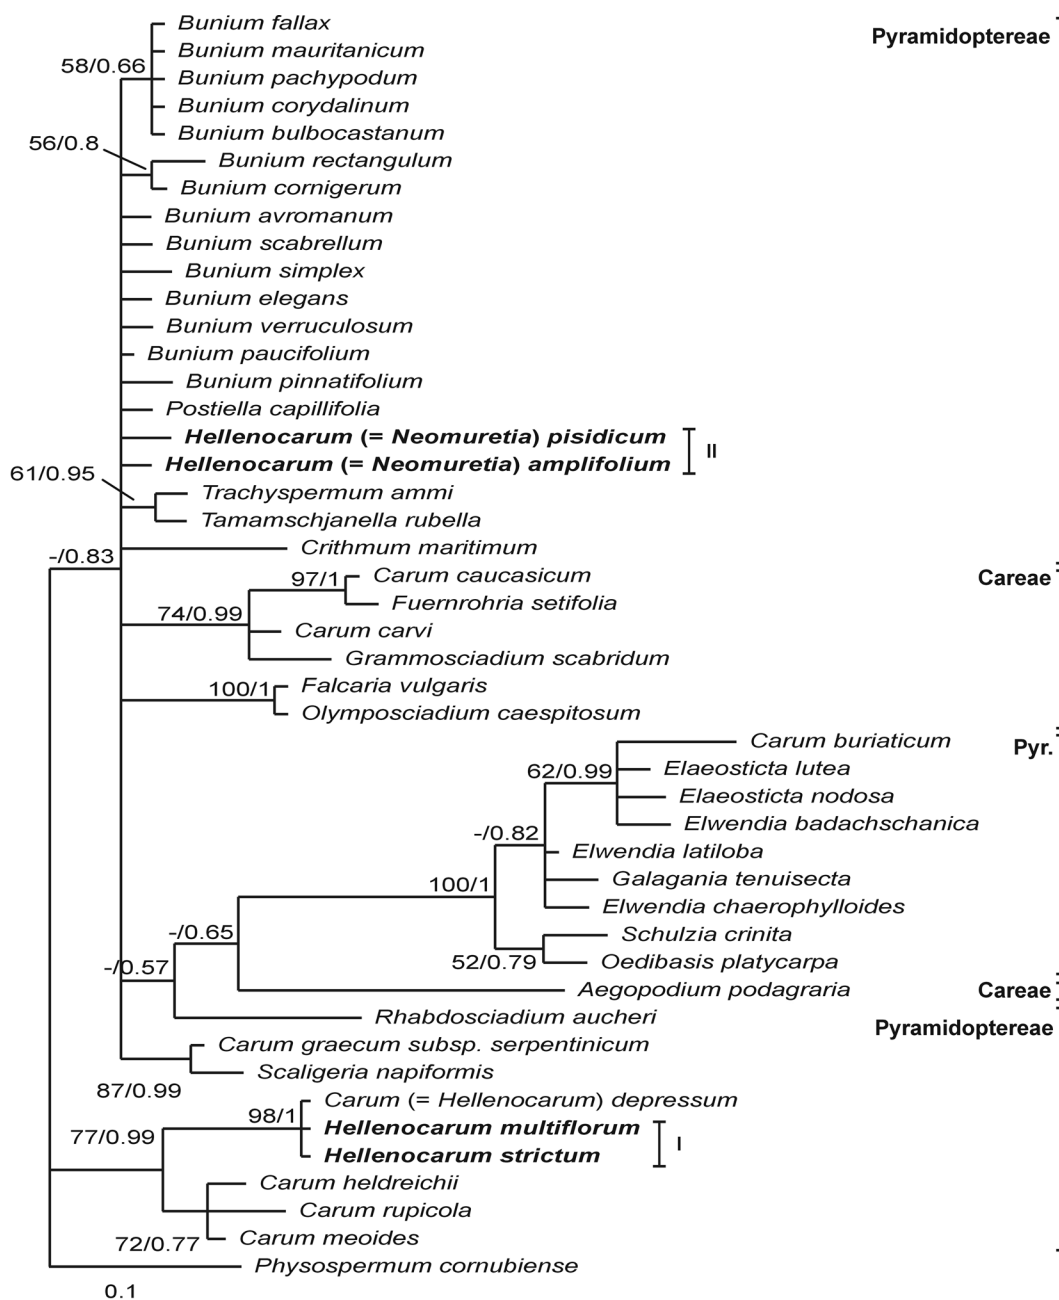 Bunium fallax
Pyramidoptereae
Bunium mauritanicum
58/0.66
Bunium pachypodum
Bunium corydalinum
Bunium bulbocastanum
56/0.8
Bunium rectangulum
Bunium cornigerum
Bunium avromanum
Bunium scabrellum
Bunium simplex
Bunium elegans
Bunium verruculosum
Bunium paucifolium
Bunium pinnatifolium
Postiella capillifolia
Hellenocarum (= Neomuretia) pisidicum
II
Hellenocarum (= Neomuretia) amplifolium
61/0.95
Trachyspermum ammi
Tamamschjanella rubella
Crithmum maritimum
-/0.83
Careae
97/1
Carum caucasicum
Fuernrohria setifolia
74/0.99
Carum carvi
Grammosciadium scabridum
100/1
Falcaria vulgaris
Olymposciadium caespitosum
Carum buriaticum
Pyr.
62/0.99
Elaeosticta lutea
Elaeosticta nodosa
Elwendia badachschanica
-/0.82
Elwendia latiloba
100/1
Galagania tenuisecta
Elwendia chaerophylloides
-/0.65
Schulzia crinita
52/0.79
Oedibasis platycarpa
-/0.57
Aegopodium podagraria
Careae
Rhabdosciadium aucheri
Pyramidoptereae
Carum graecum subsp. serpentinicum
Scaligeria napiformis
87/0.99
Carum (= Hellenocarum) depressum
98/1
Hellenocarum multiflorum
77/0.99
I
Hellenocarum strictum
Carum heldreichii
Carum rupicola
72/0.77
Carum meoides
Physospermum cornubiense
0.1